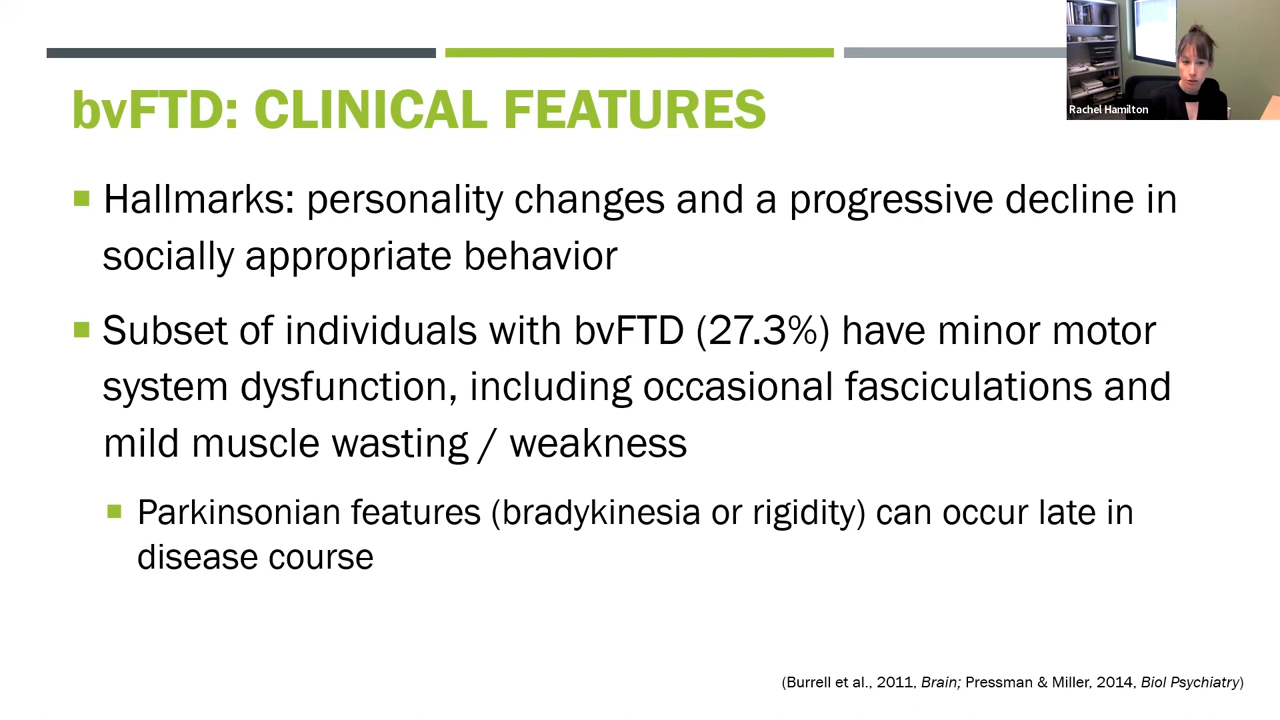 Rachel Hamilton
bvFTD: CLINICAL FEATURES
Hallmarks: personality changes and a progressive decline in
socially appropriate behavior
Subset of individuals with bvFTD (27.3%) have minor motor
system dysfunction, including occasional fasciculations and
mild muscle wasting / weakness
Parkinsonian features (bradykinesia or rigidity) can occur late in
disease course
(Burrell et al., 2011, Brain; Pressman & Miller, 2014, Biol Psychiatry)